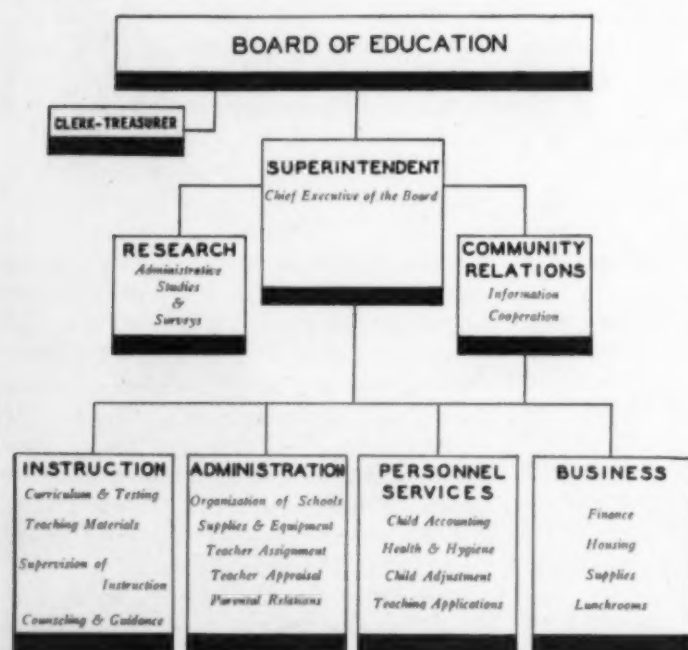 BOARD OF EDUCATION
CLERK-TREASURER
SUPERINTENDENT
Chief Executive of the Board
RESEARCH
Administrative
Studies
&
Surveys
COMMUNITY
RELATIONS
Information
Cooperation
INSTRUCTION
Curriculum & Testing
Teaching Materials
Supervision of
Instruction
Counseling & Guidance
ADMINISTRATION
Organization of Schools
Supplies & Equipment
Teacher Assignment
Teacher Appraisal
Parental Relations
PERSONNEL
SERVICES
Child Accounting
Health & Hygiene
Child Adjustment
Teaching Applications
BUSINESS
Finance
Housing
Supplies
Lunchrooms